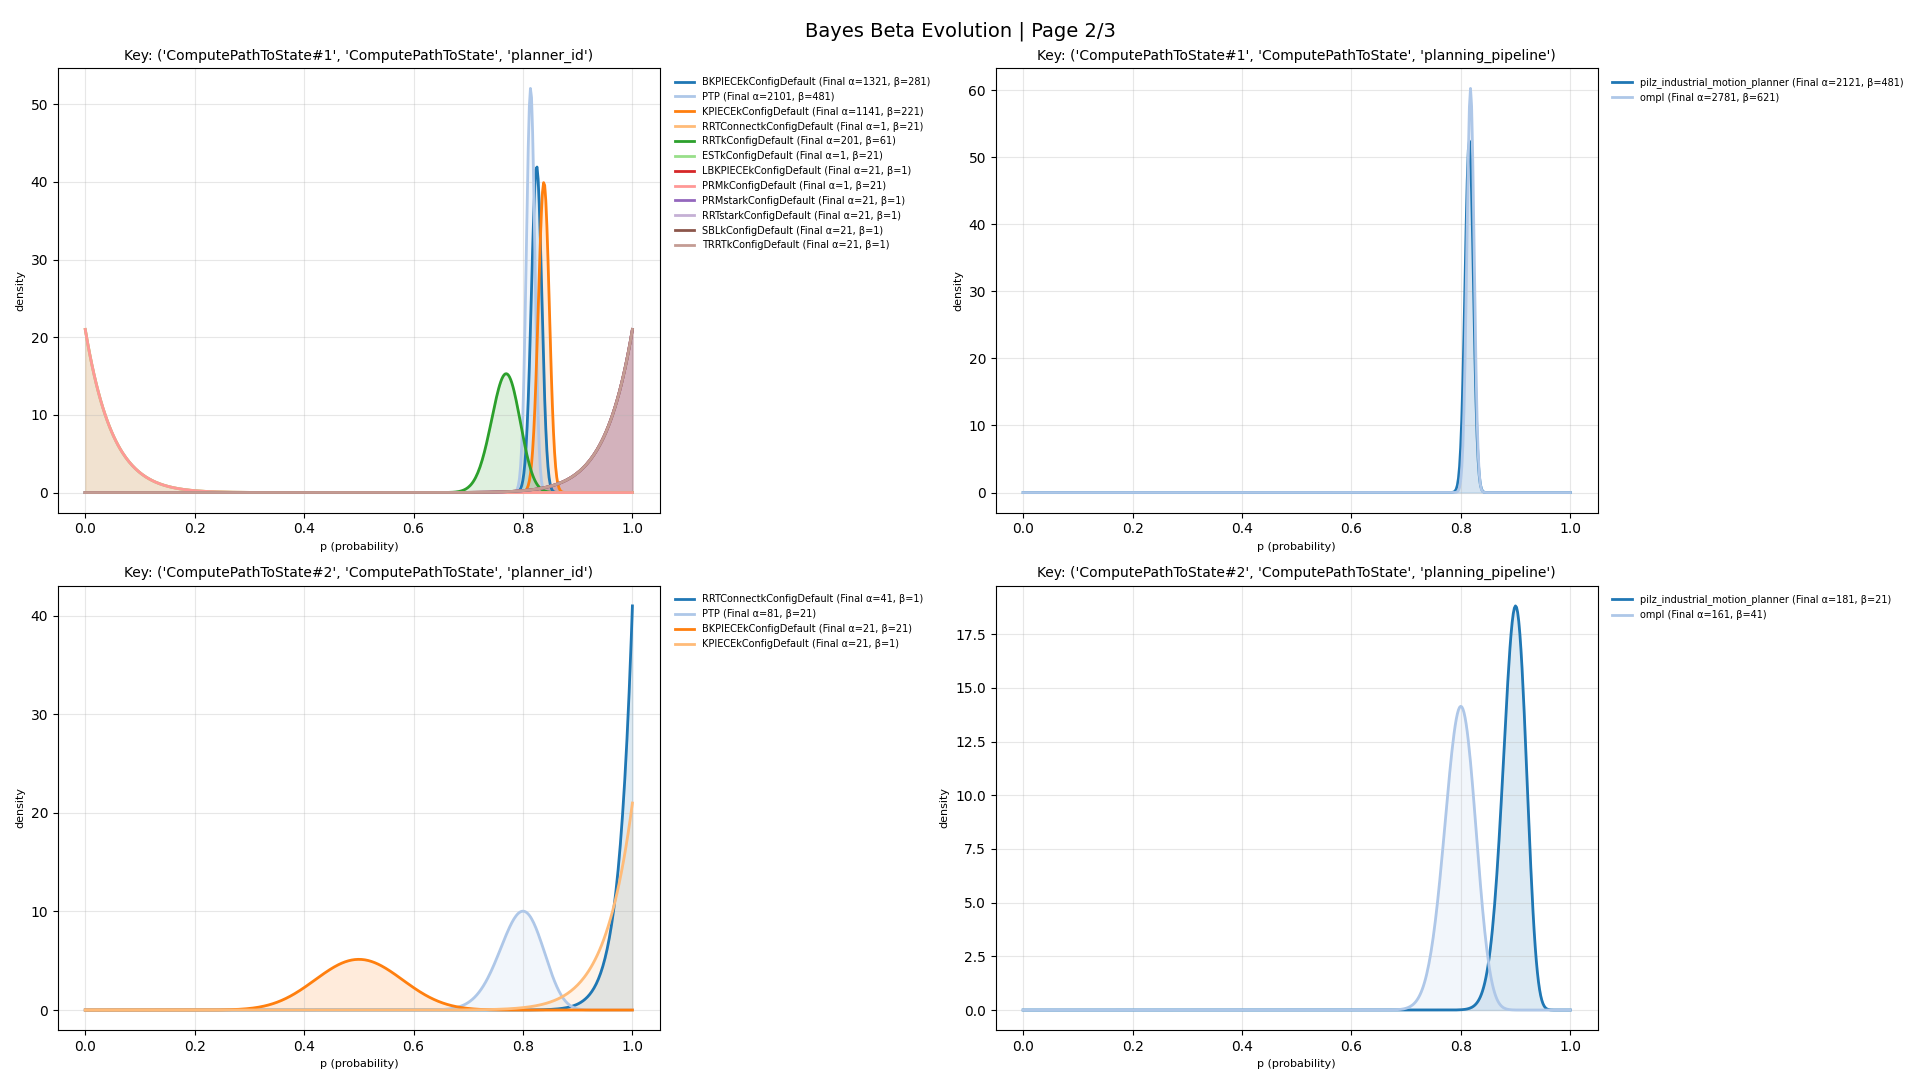 Bayes Beta Evolution | Page 2/3
Key: ('ComputePathToState#1', 'ComputePathToState', 'planner_id')
density
50
40
30
20
10
0
0.0 0.2 0.4 0.6 0.8 1.0
p (probability)
BKPIECEkConfigDefault (Final α=1321, β=281)
PTP (Final α=2101, β=481)
KPIECEkConfigDefault (Final α=1141, β=221)
RRTConnectkConfigDefault (Final α=1, β=21)
RRTkConfigDefault (Final α=201, β=61)
ESTkConfigDefault (Final α=1, β=21)
LBKPIECEkConfigDefault (Final α=21, β=1)
PRMkConfigDefault (Final α=1, β=21)
PRMstarkConfigDefault (Final α=21, β=1)
RRTstarkConfigDefault (Final α=21, β=1)
SBLkConfigDefault (Final α=21, β=1)
TRRTkConfigDefault (Final α=21, β=1)
Key: ('ComputePathToState#1', 'ComputePathToState', 'planning_pipeline')
density
60
50
40
30
20
10
0
0.0 0.2 0.4 0.6 0.8 1.0
p (probability)
pilz_industrial_motion_planner (Final α=2121, β=481)
ompl (Final α=2781, β=621)
Key: ('ComputePathToState#2', 'ComputePathToState', 'planner_id')
density
40
30
20
10
0
0.0 0.2 0.4 0.6 0.8 1.0
p (probability)
RRTConnectkConfigDefault (Final α=41, β=1)
PTP (Final α=81, β=21)
BKPIECEkConfigDefault (Final α=21, β=21)
KPIECEkConfigDefault (Final α=21, β=1)
Key: ('ComputePathToState#2', 'ComputePathToState', 'planning_pipeline')
density
17.5
15.0
12.5
10.0
7.5
5.0
2.5
0.0
0.0 0.2 0.4 0.6 0.8 1.0
p (probability)
pilz_industrial_motion_planner (Final α=181, β=21)
ompl (Final α=161, β=41)